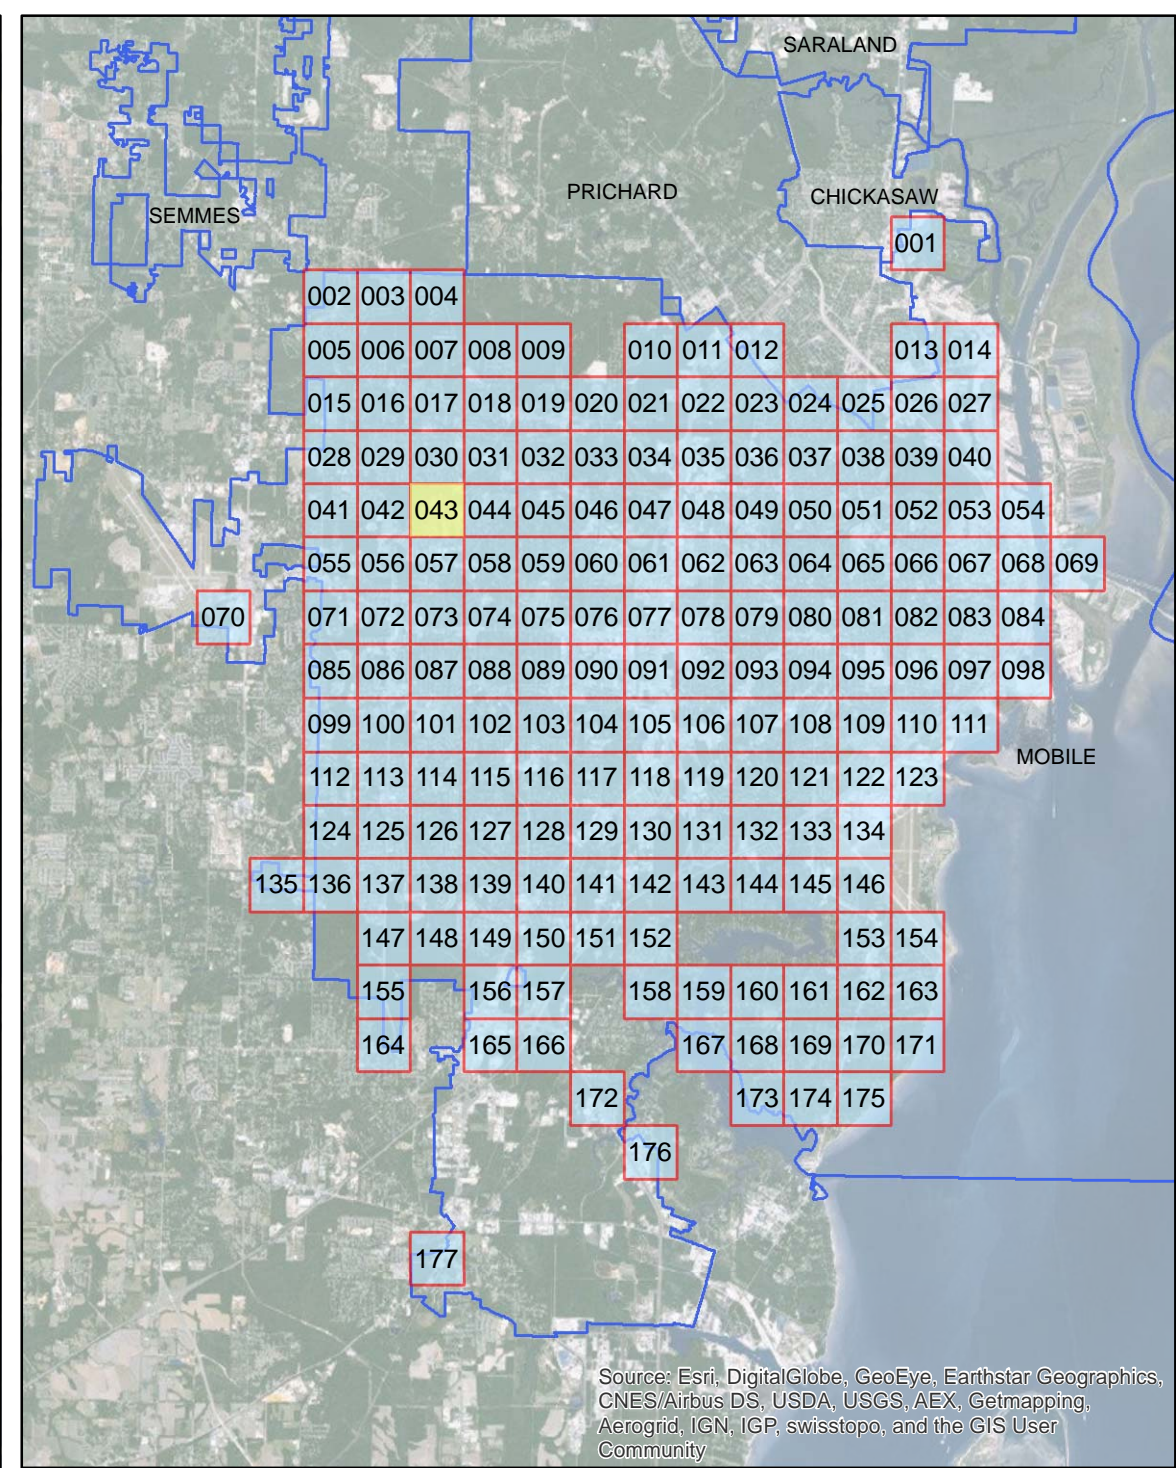 SARALAND
PRICHARD
CHICKASAW
SEMMES
001
002 003 004
005 006 007 008 009 010 011 012 013 014
015 016 017 018 019 020 021 022 023 024 025 026 027
028 029 030 031 032 033 034 035 036 037 038 039 040
041 042 043 044 045 046 047 048 049 050 051 052 053 054
055 056 057 058 059 060 061 062 063 064 065 066 067 068 069
070 071 072 073 074 075 076 077 078 079 080 081 082 083 084
085 086 087 088 089 090 091 092 093 094 095 096 097 098
099 100 101 102 103 104 105 106 107 108 109 110 111
MOBILE
112 113 114 115 116 117 118 119 120 121 122 123
124 125 126 127 128 129 130 131 132 133 134
135 136 137 138 139 140 141 142 143 144 145 146
147 148 149 150 151 152 153 154
155 156 157 158 159 160 161 162 163
164 165 166 167 168 169 170 171
172 173 174 175
176
177
Source: Esri, DigitalGlobe, GeoEye, Earthstar Geographics,
CNES/Airbus DS, USDA, USGS, AEX, Getmapping,
Aerogrid, IGN, IGP, swisstopo, and the GIS User
Community